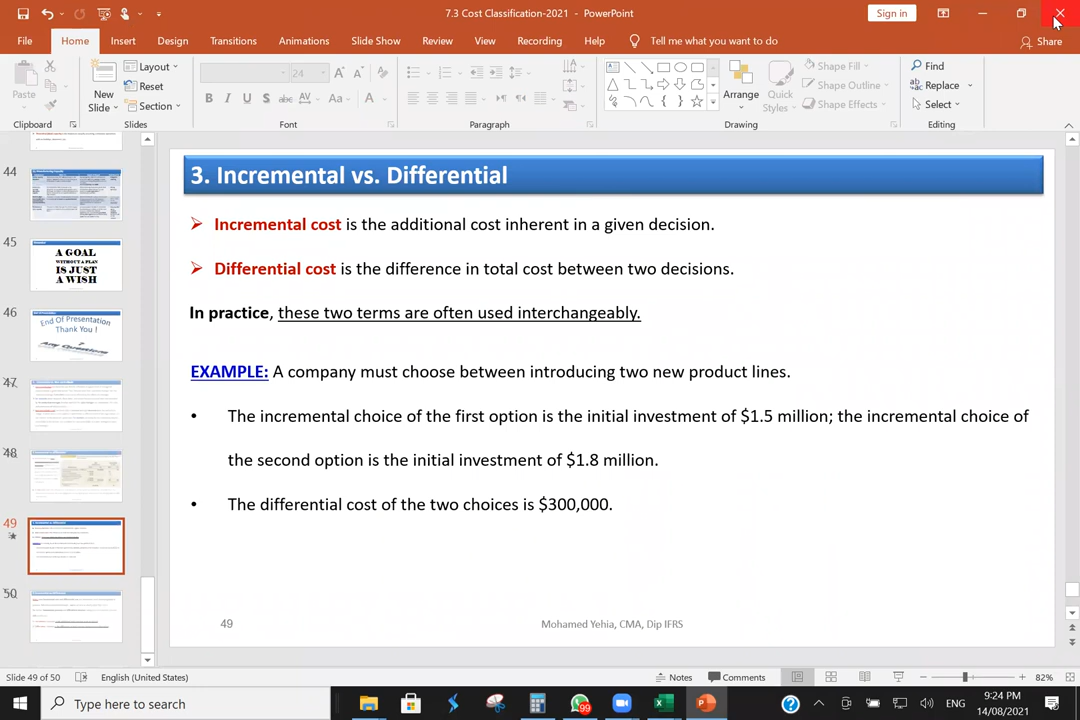 7.3 Cost Classification-2021 - PowerPoint
Sign in
File Home Insert Design Transitions Animations Slide Show Review View Recording Help Tell me what you want to do Share
Paste
Clipboard
New Slide
Layout
Reset
Section
Slides
24
B I U S abc AV Aa A
Font
Paragraph
Arrange
Quick Styles
Shape Fill
Shape Outline
Shape Effects
Drawing
Find
Replace
Select
Editing
44
45
A GOAL
WITHOUT A PLAN
IS JUST
A WISH
46
End Of Presentation
Thank You !
Any Questions
?
47
48
49
50
3. Incremental vs. Differential
Incremental cost is the additional cost inherent in a given decision.
Differential cost is the difference in total cost between two decisions.
In practice, these two terms are often used interchangeably.
EXAMPLE: A company must choose between introducing two new product lines.
• The incremental choice of the first option is the initial investment of $1.5 million; the incremental choice of
the second option is the initial investment of $1.8 million.
• The differential cost of the two choices is $300,000.
49
Mohamed Yehia, CMA, Dip IFRS
Slide 49 of 50
English (United States)
Notes
Comments
82%
Type here to search
99
ENG
9:24 PM
14/08/2021